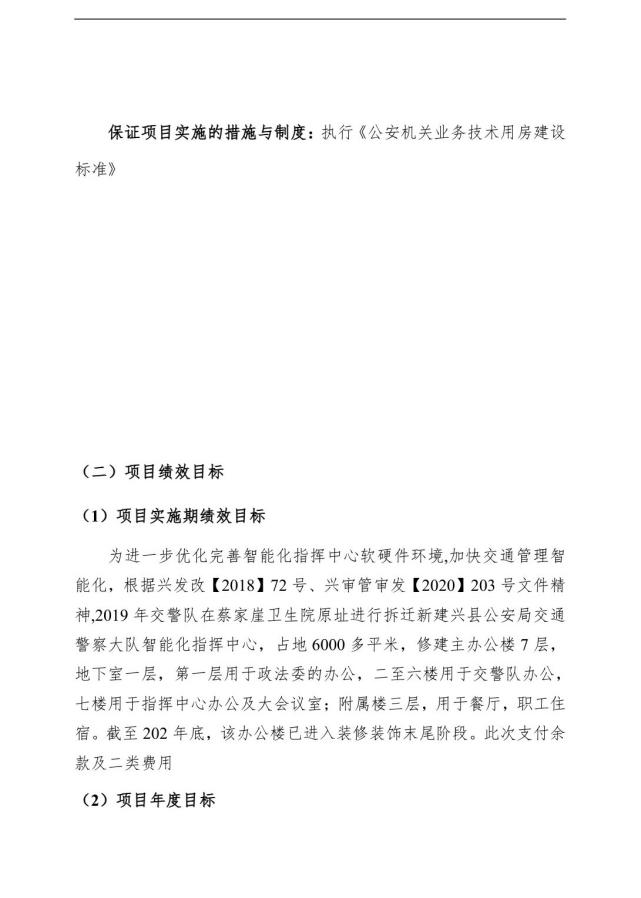 保证项目实施的措施与制度：执行《公安机关业务技术用房建设
标准》
（二）项目绩效目标
（1）项目实施期绩效目标
为进一步优化完善智能化指挥中心软硬件环境,加快交通管理智
能化，根据兴发改【2018】72 号、兴审管审发【2020】203 号文件精
神,2019 年交警队在蔡家崖卫生院原址进行拆迁新建兴县公安局交通
警察大队智能化指挥中心，占地 6000 多平米，修建主办公楼 7 层，
地下室一层，第一层用于政法委的办公，二至六楼用于交警队办公，
七楼用于指挥中心办公及大会议室；附属楼三层，用于餐厅，职工住
宿。截至 202 年底，该办公楼已进入装修装饰末尾阶段。此次支付余
款及二类费用
（2）项目年度目标